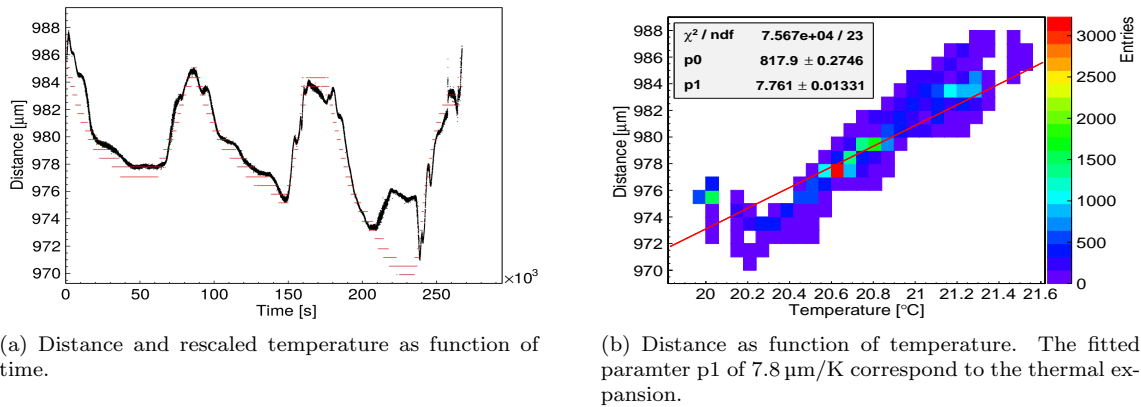 988
986
984
982
980
978
976
974
972
970
Distance [µm]
0 50 100 150 200 250
×10³
Time [s]
χ² / ndf 7.567e+04 / 23
p0 817.9 ± 0.2746
p1 7.761 ± 0.01331
988
986
984
982
980
978
976
974
972
970
Distance [µm]
20 20.2 20.4 20.6 20.8 21 21.2 21.4 21.6
Temperature [°C]
3000
2500
2000
1500
1000
500
0
Entries
(a) Distance and rescaled temperature as function of
time.
(b) Distance as function of temperature. The fitted
paramter p1 of 7.8 µm/K correspond to the thermal ex-
pansion.